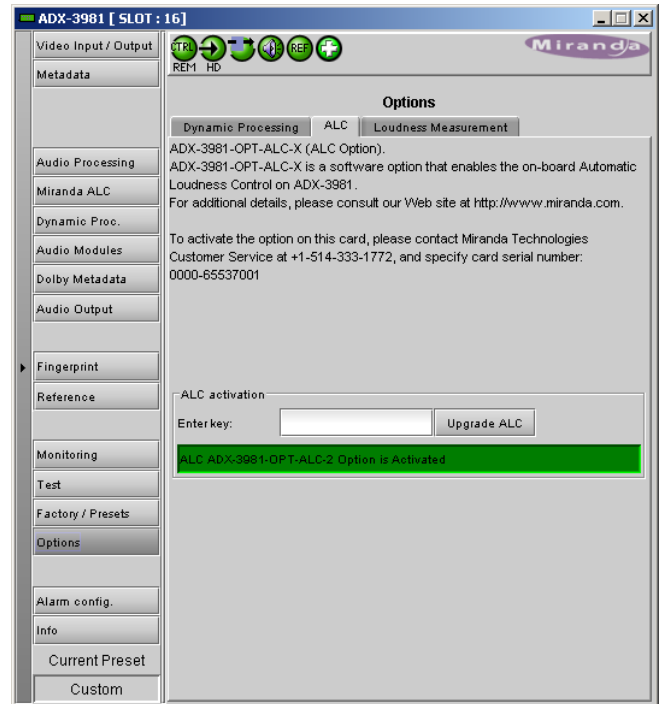 ADX-3981 [ SLOT : 16]
Video Input / Output
Metadata
Audio Processing
Miranda ALC
Dynamic Proc.
Audio Modules
Dolby Metadata
Audio Output
Fingerprint
Reference
Monitoring
Test
Factory / Presets
Options
Alarm config.
Info
Current Preset
Custom
CTRL
REF
REM HD
Miranda
Options
Dynamic Processing ALC Loudness Measurement
ADX-3981-OPT-ALC-X (ALC Option).
ADX-3981-OPT-ALC-X is a software option that enables the on-board Automatic
Loudness Control on ADX-3981.
For additional details, please consult our Web site at http://www.miranda.com.
To activate the option on this card, please contact Miranda Technologies
Customer Service at +1-514-333-1772, and specify card serial number:
0000-65537001
ALC activation
Enter key:
Upgrade ALC
ALC ADX-3981-OPT-ALC-2 Option is Activated